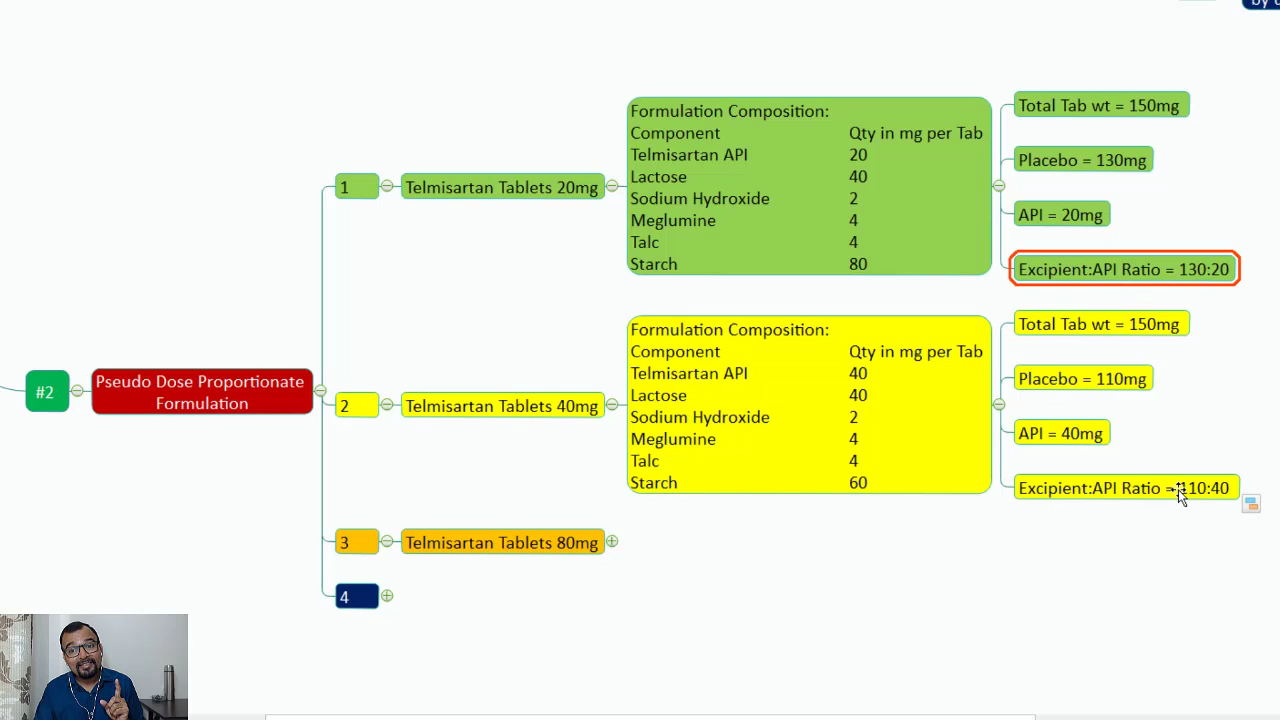 by
#2
Pseudo Dose Proportionate
Formulation
1
Telmisartan Tablets 20mg
Formulation Composition:
Component Qty in mg per Tab
Telmisartan API 20
Lactose 40
Sodium Hydroxide 2
Meglumine 4
Talc 4
Starch 80
Total Tab wt = 150mg
Placebo = 130mg
API = 20mg
Excipient:API Ratio = 130:20
2
Telmisartan Tablets 40mg
Formulation Composition:
Component Qty in mg per Tab
Telmisartan API 40
Lactose 40
Sodium Hydroxide 2
Meglumine 4
Talc 4
Starch 60
Total Tab wt = 150mg
Placebo = 110mg
API = 40mg
Excipient:API Ratio = 110:40
3
Telmisartan Tablets 80mg
4